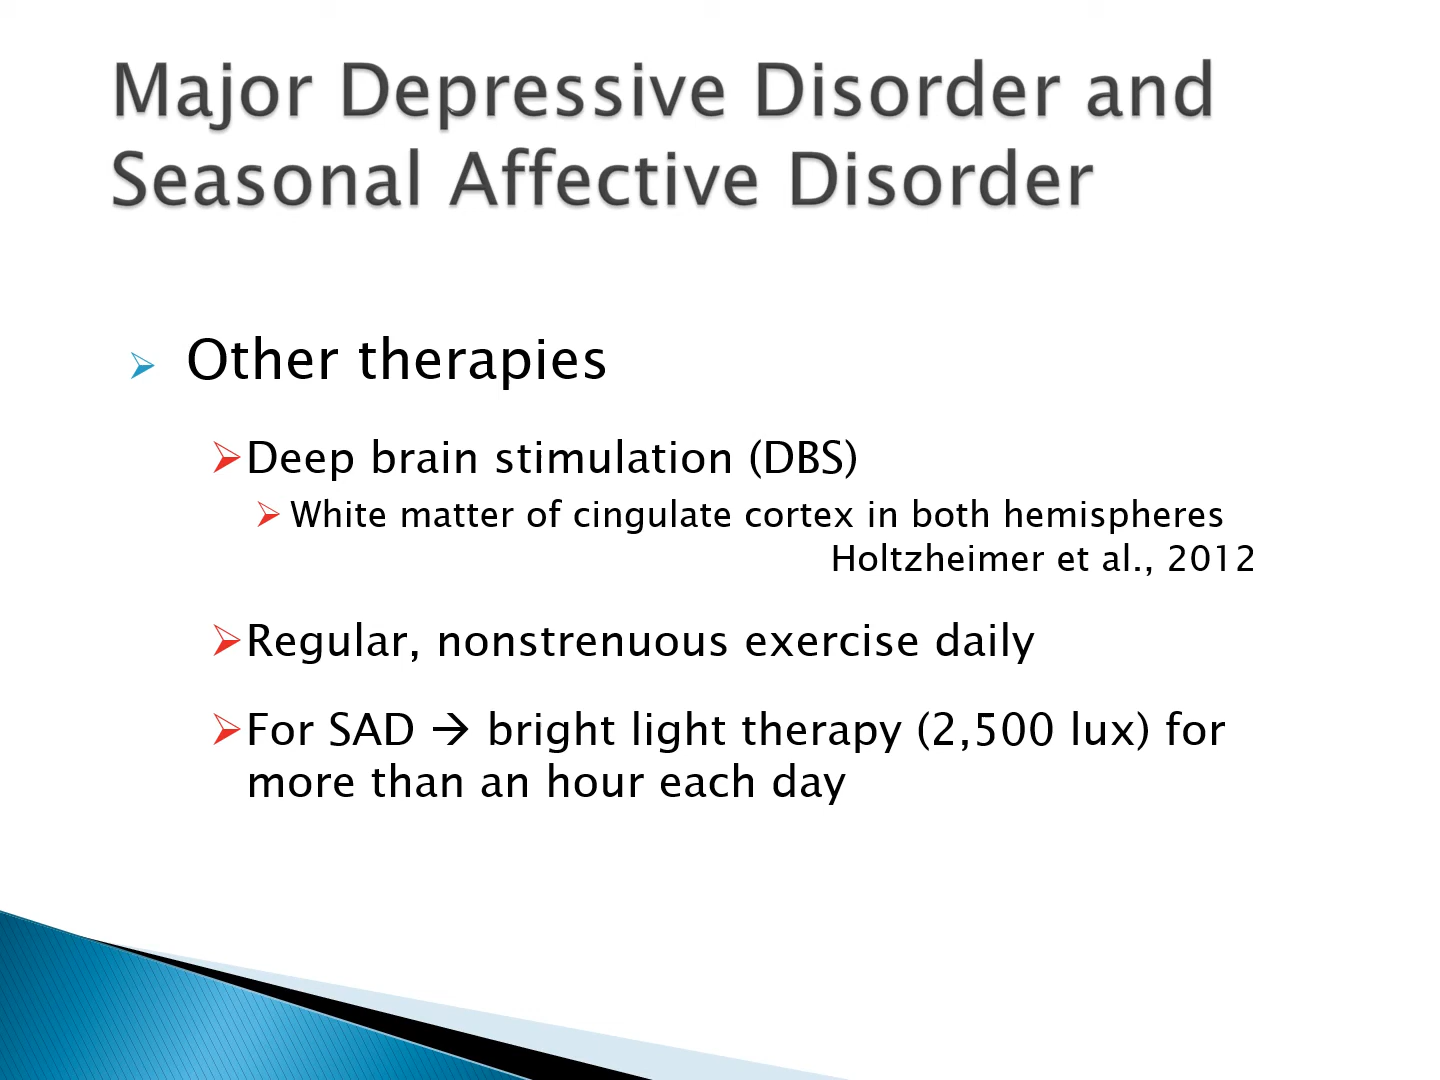 Major Depressive Disorder and
Seasonal Affective Disorder
Other therapies
Deep brain stimulation (DBS)
White matter of cingulate cortex in both hemispheres
Holtzheimer et al., 2012
Regular, nonstrenuous exercise daily
For SAD → bright light therapy (2,500 lux) for
more than an hour each day